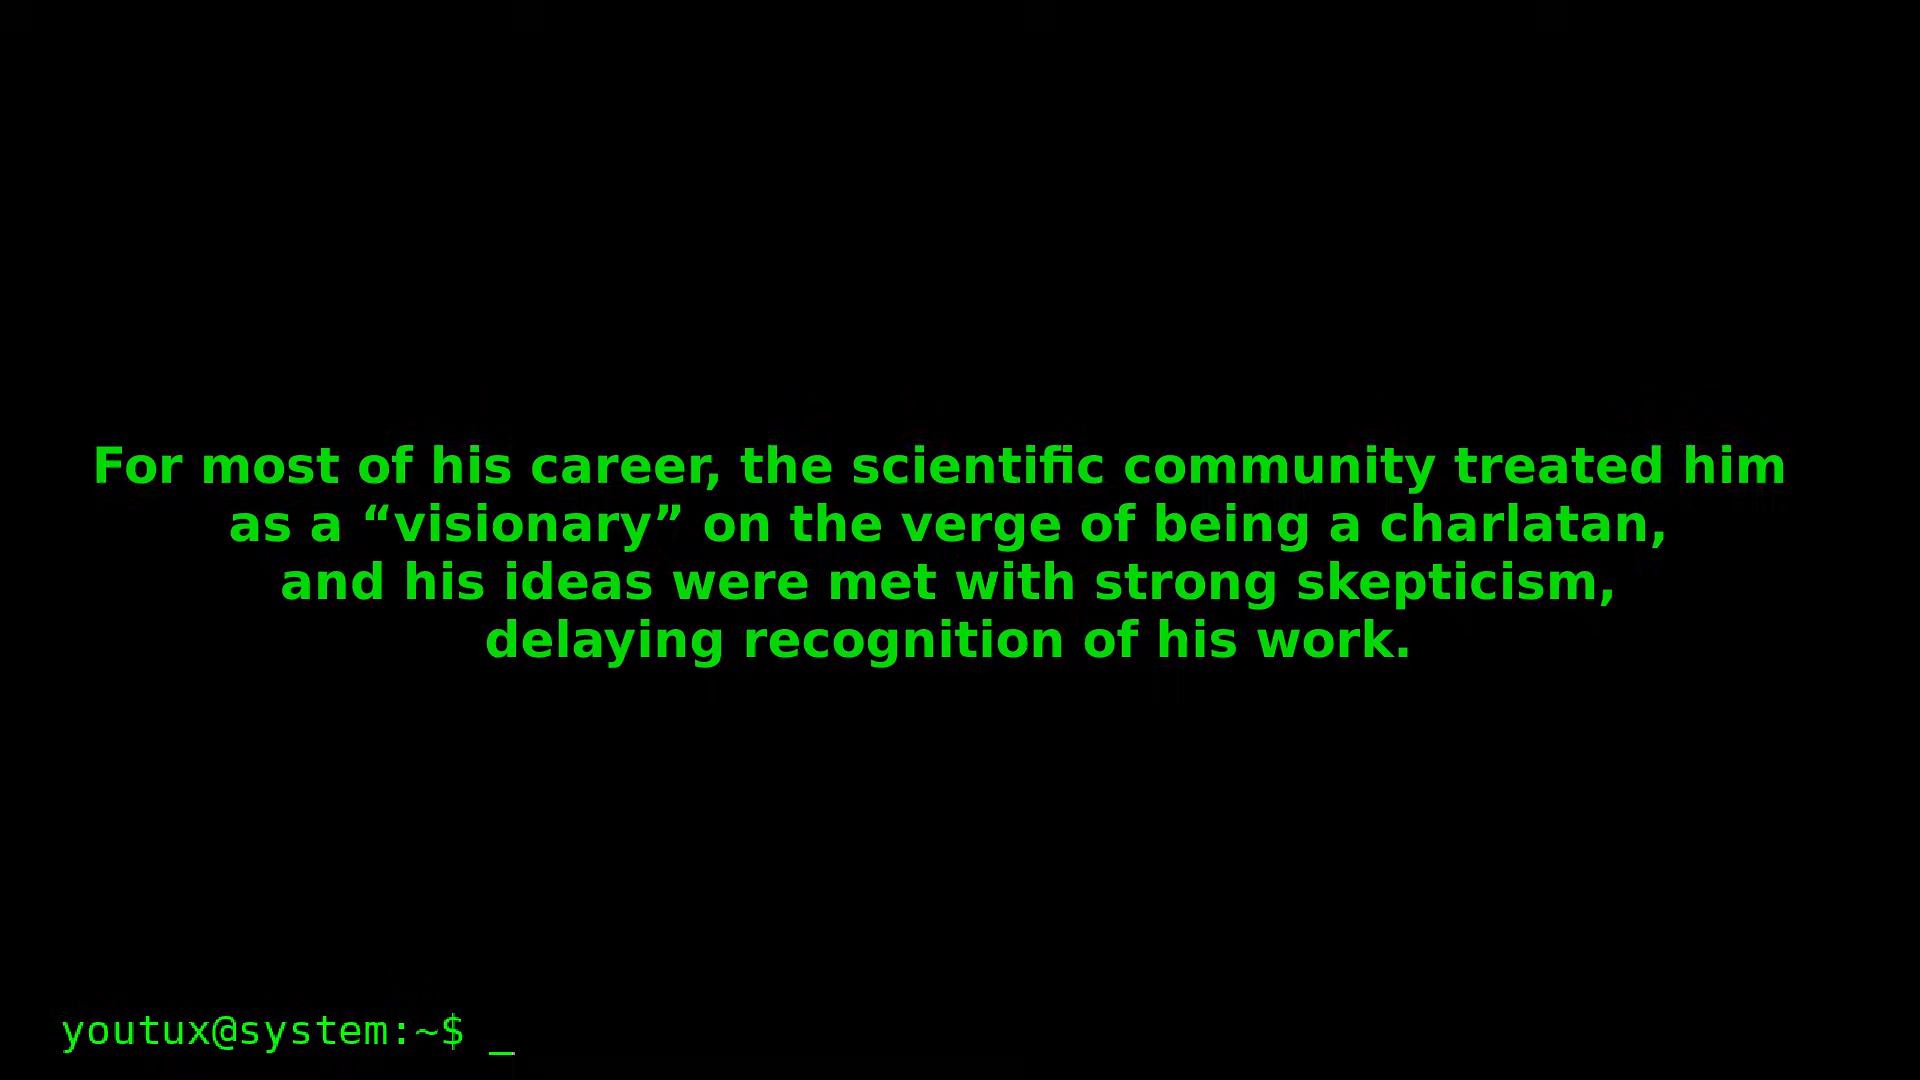 For most of his career, the scientific community treated him
as a “visionary” on the verge of being a charlatan,
and his ideas were met with strong skepticism,
delaying recognition of his work.
youtux@system:~$ _